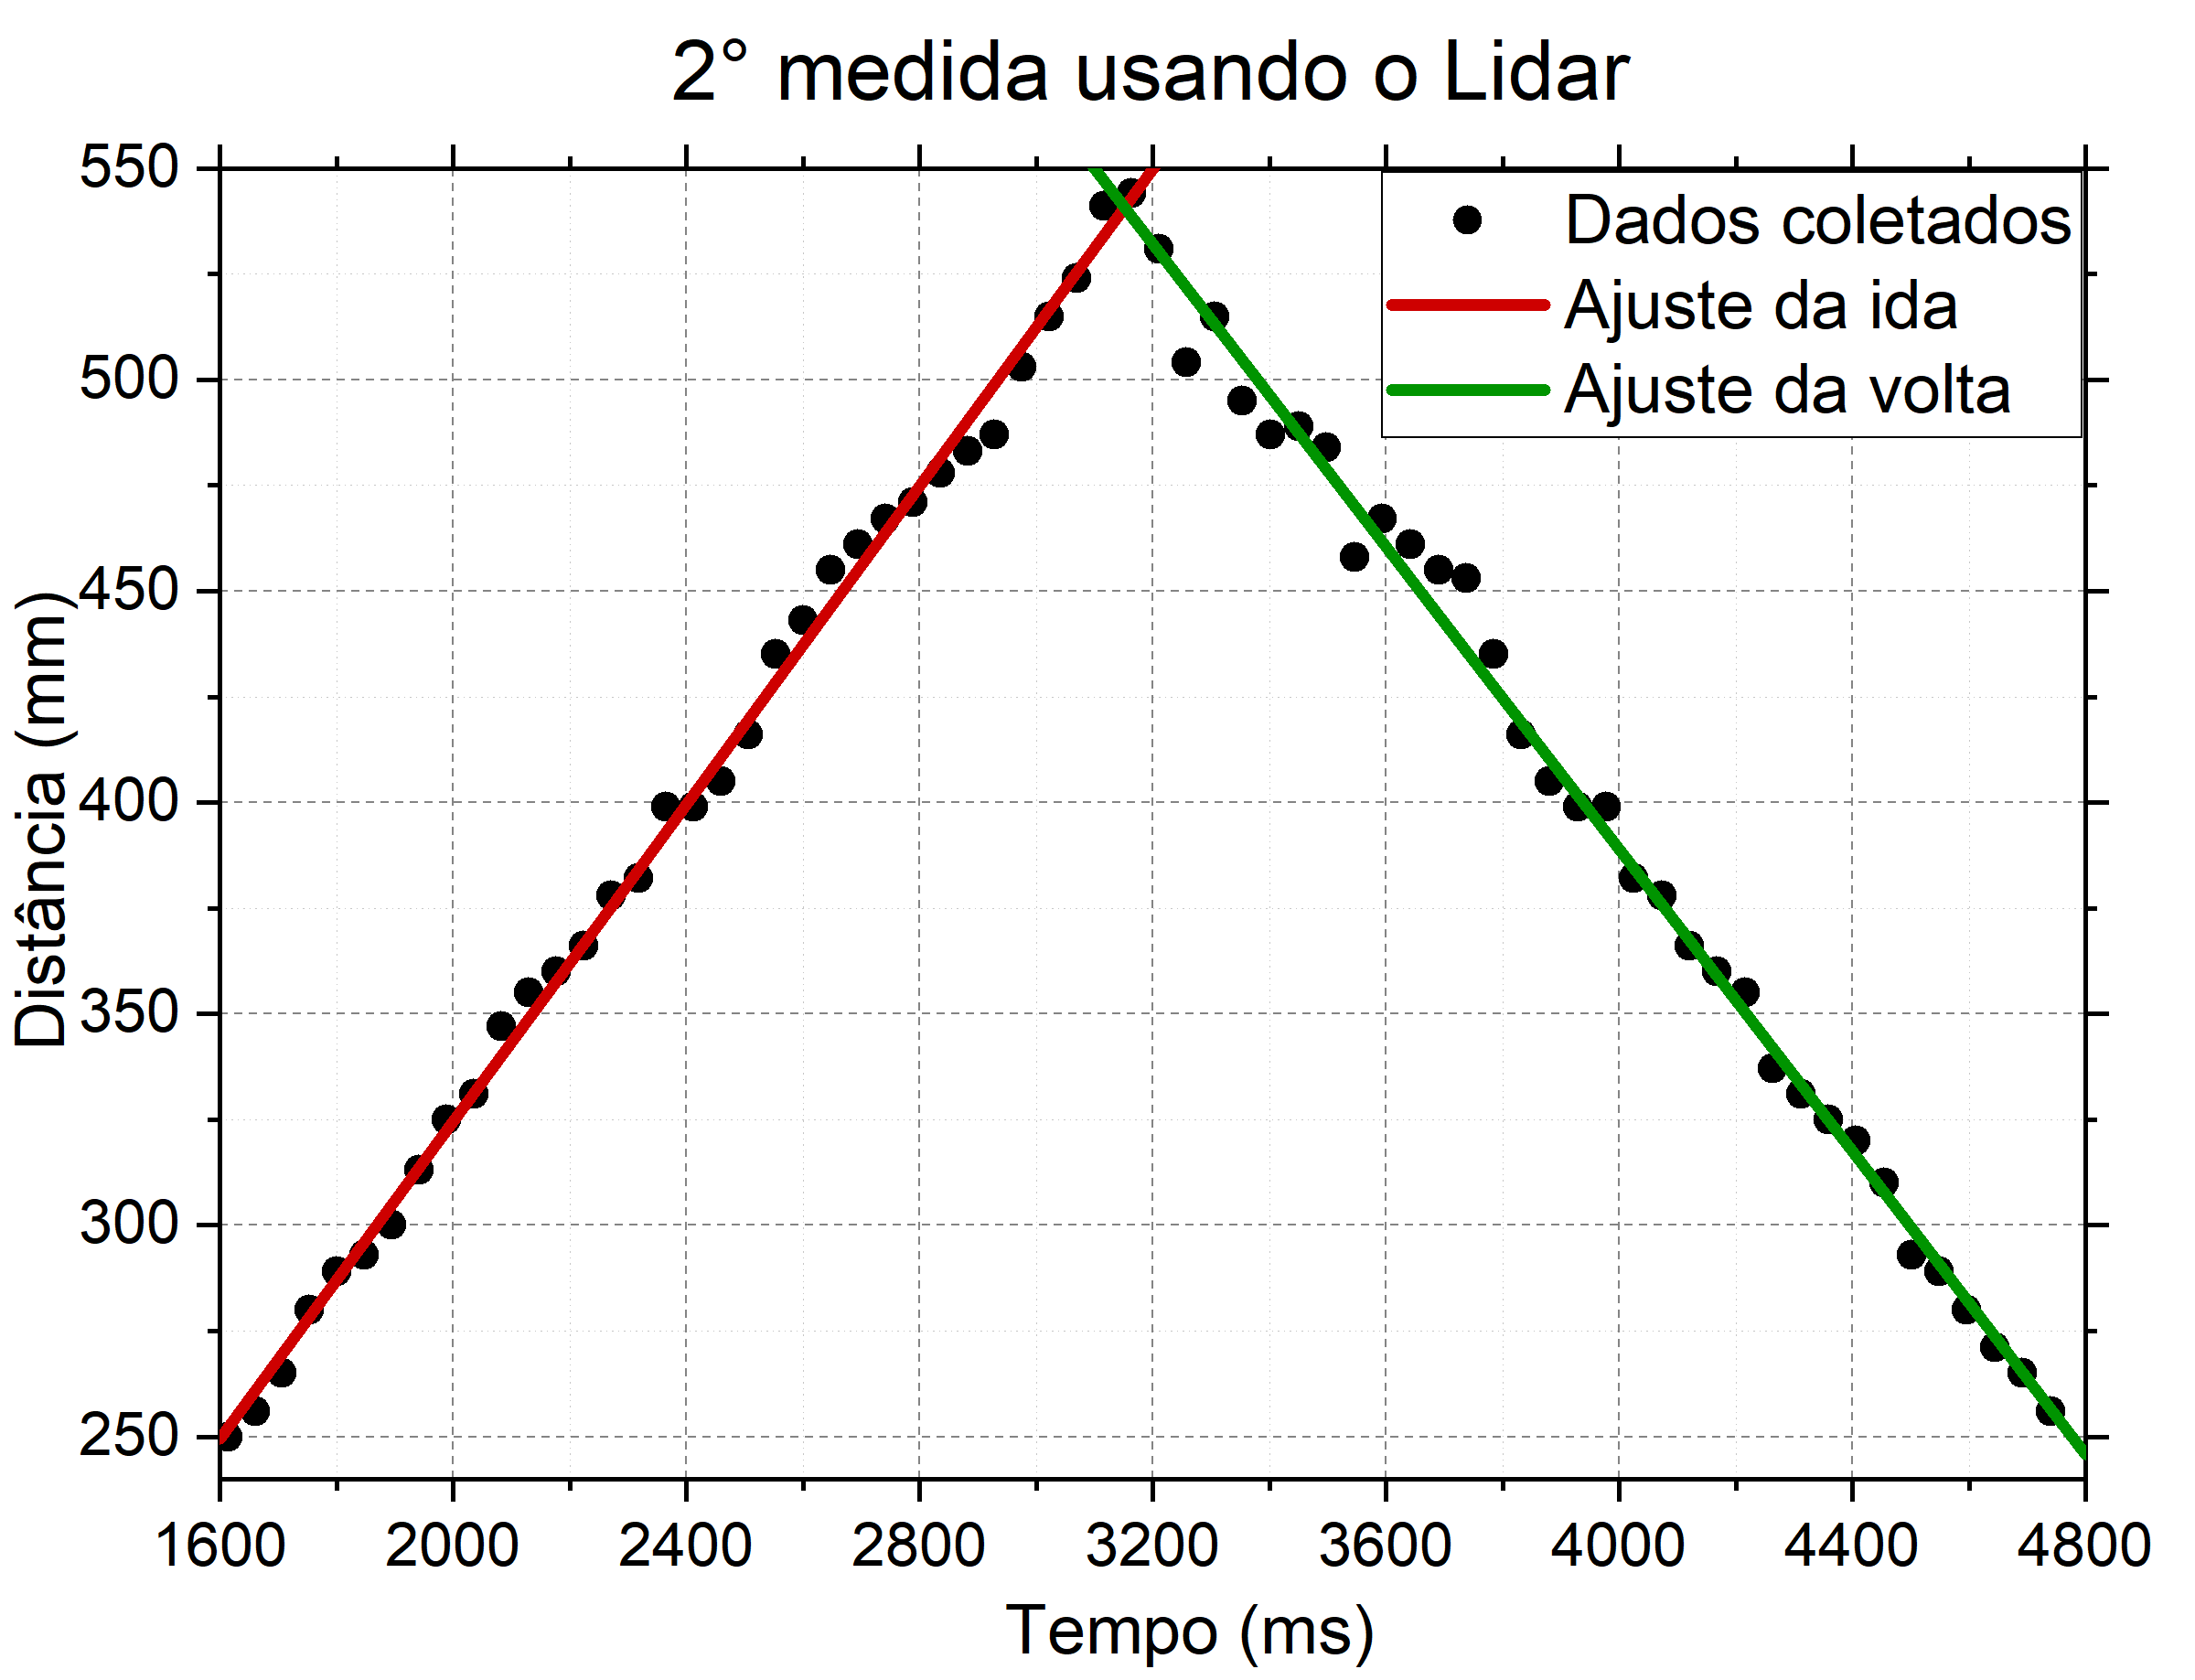 2° medida usando o Lidar
Dados coletados
Ajuste da ida
Ajuste da volta
Distância (mm)
550
500
450
400
350
300
250
1600 2000 2400 2800 3200 3600 4000 4400 4800
Tempo (ms)